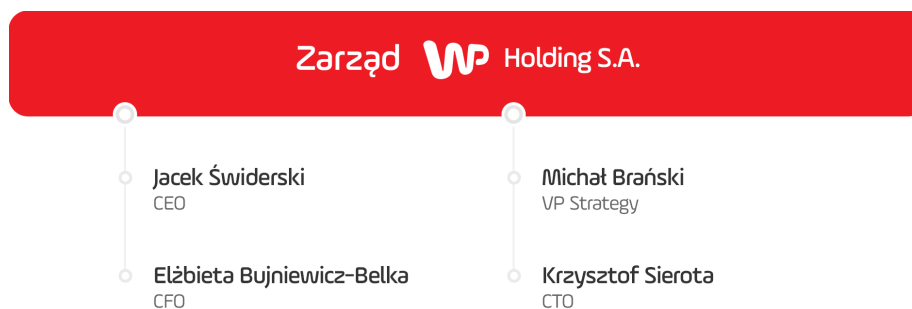 Zarząd WP Holding S.A.
Jacek Świderski
CEO
Elżbieta Bujniewicz-Belka
CFO
Michał Brański
VP Strategy
Krzysztof Sierota
CTO